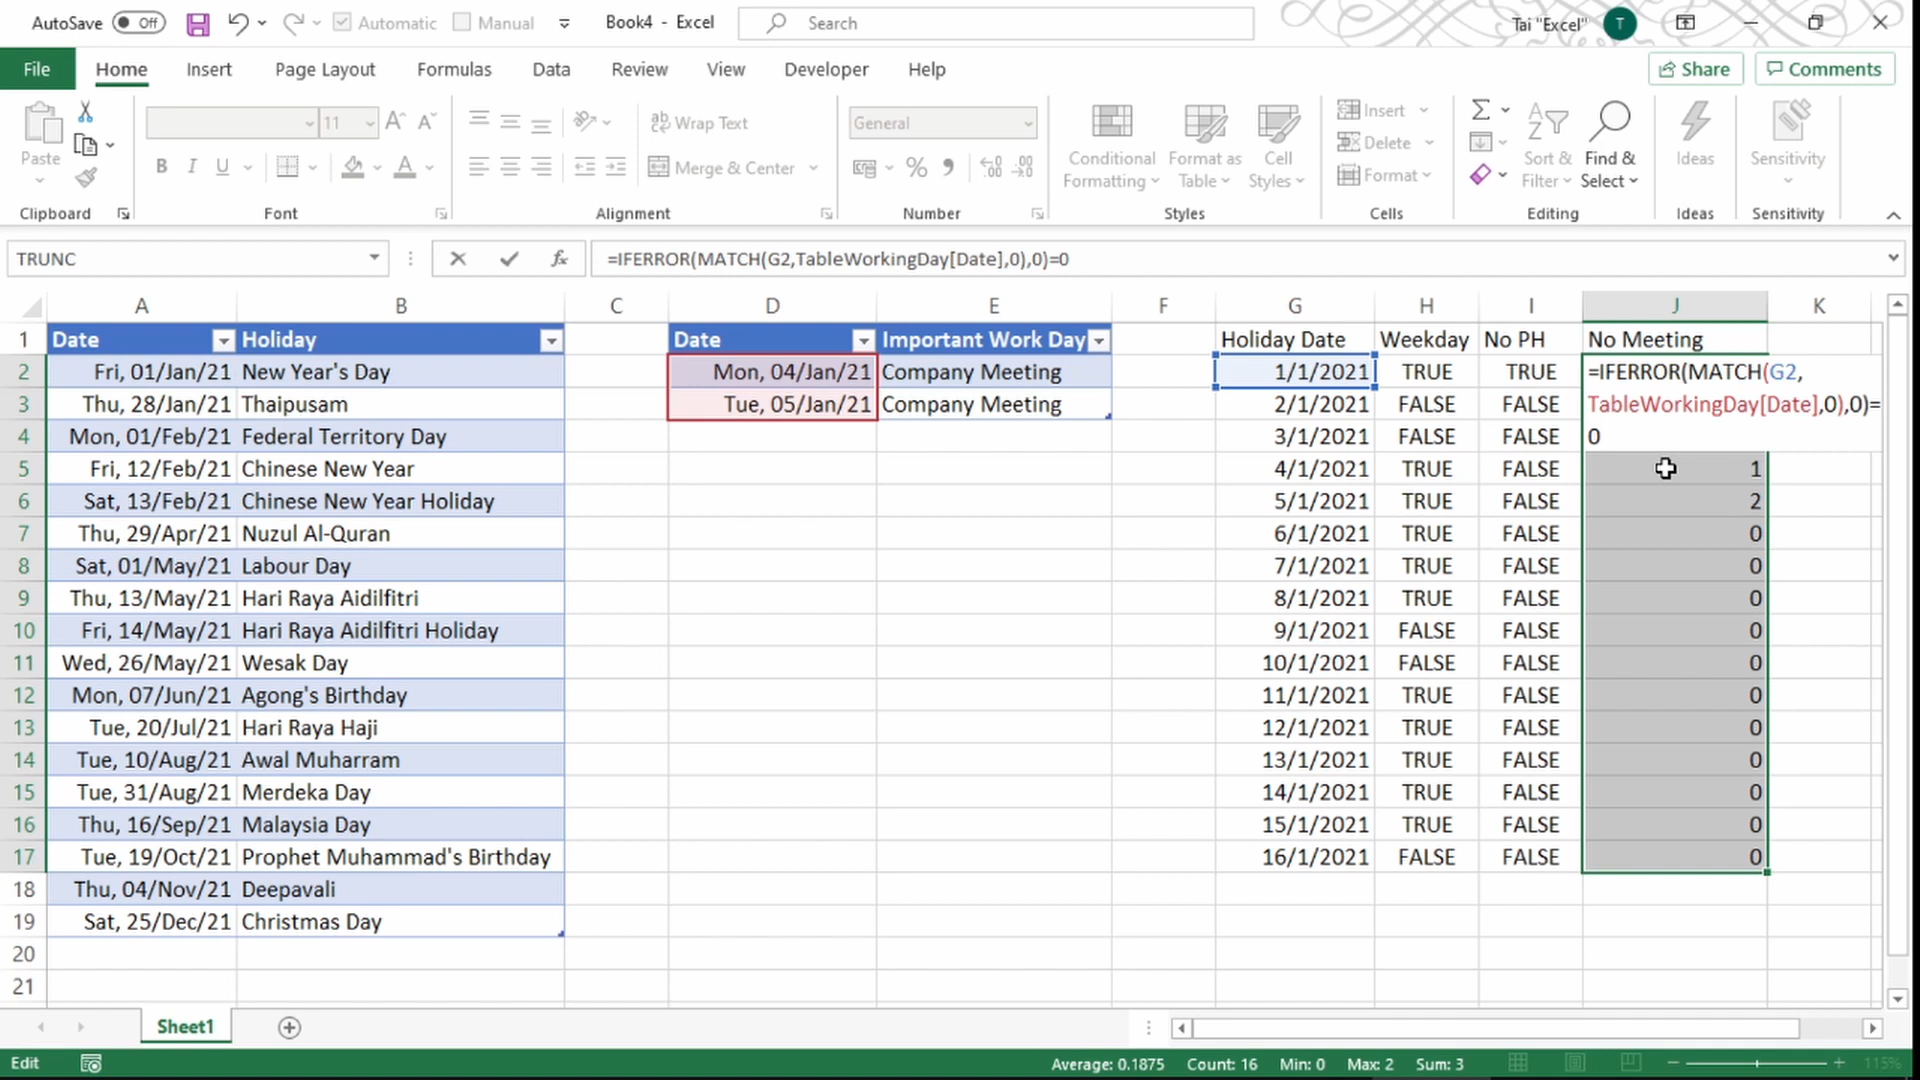 AutoSave Off Automatic Manual Book4 - Excel Search Tai "Excel" T
File Home Insert Page Layout Formulas Data Review View Developer Help Share Comments
Paste 11 B I U Wrap Text Merge & Center General % Conditional Formatting Format as Table Cell Styles Insert Delete Format Sort & Filter Find & Select Ideas Sensitivity
Clipboard Font Alignment Number Styles Cells Editing Ideas Sensitivity
TRUNC fx =IFERROR(MATCH(G2,TableWorkingDay[Date],0),0)=0
A B C D E F G H I J K
1 Date Holiday Date Important Work Day Holiday Date Weekday No PH No Meeting
2 Fri, 01/Jan/21 New Year's Day Mon, 04/Jan/21 Company Meeting 1/1/2021 TRUE TRUE =IFERROR(MATCH(G2,
3 Thu, 28/Jan/21 Thaipusam Tue, 05/Jan/21 Company Meeting 2/1/2021 FALSE FALSE TableWorkingDay[Date],0),0)=
4 Mon, 01/Feb/21 Federal Territory Day 3/1/2021 FALSE FALSE 0
5 Fri, 12/Feb/21 Chinese New Year 4/1/2021 TRUE FALSE 1
6 Sat, 13/Feb/21 Chinese New Year Holiday 5/1/2021 TRUE FALSE 2
7 Thu, 29/Apr/21 Nuzul Al-Quran 6/1/2021 TRUE FALSE 0
8 Sat, 01/May/21 Labour Day 7/1/2021 TRUE FALSE 0
9 Thu, 13/May/21 Hari Raya Aidilfitri 8/1/2021 TRUE FALSE 0
10 Fri, 14/May/21 Hari Raya Aidilfitri Holiday 9/1/2021 FALSE FALSE 0
11 Wed, 26/May/21 Wesak Day 10/1/2021 FALSE FALSE 0
12 Mon, 07/Jun/21 Agong's Birthday 11/1/2021 TRUE FALSE 0
13 Tue, 20/Jul/21 Hari Raya Haji 12/1/2021 TRUE FALSE 0
14 Tue, 10/Aug/21 Awal Muharram 13/1/2021 TRUE FALSE 0
15 Tue, 31/Aug/21 Merdeka Day 14/1/2021 TRUE FALSE 0
16 Thu, 16/Sep/21 Malaysia Day 15/1/2021 TRUE FALSE 0
17 Tue, 19/Oct/21 Prophet Muhammad's Birthday 16/1/2021 FALSE FALSE 0
18 Thu, 04/Nov/21 Deepavali
19 Sat, 25/Dec/21 Christmas Day
20
21
Sheet1
Edit Average: 0.1875 Count: 16 Min: 0 Max: 2 Sum: 3 115%